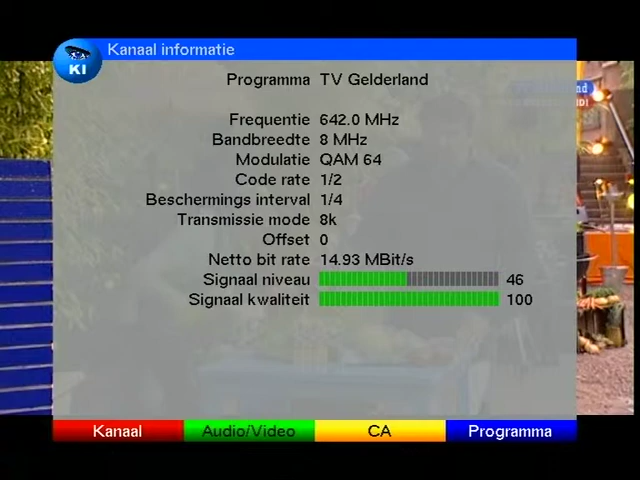 KI
Kanaal informatie
Programma TV Gelderland
Frequentie 642.0 MHz
Bandbreedte 8 MHz
Modulatie QAM 64
Code rate 1/2
Beschermings interval 1/4
Transmissie mode 8k
Offset 0
Netto bit rate 14.93 MBit/s
Signaal niveau 46
Signaal kwaliteit 100
Kanaal Audio/Video CA Programma